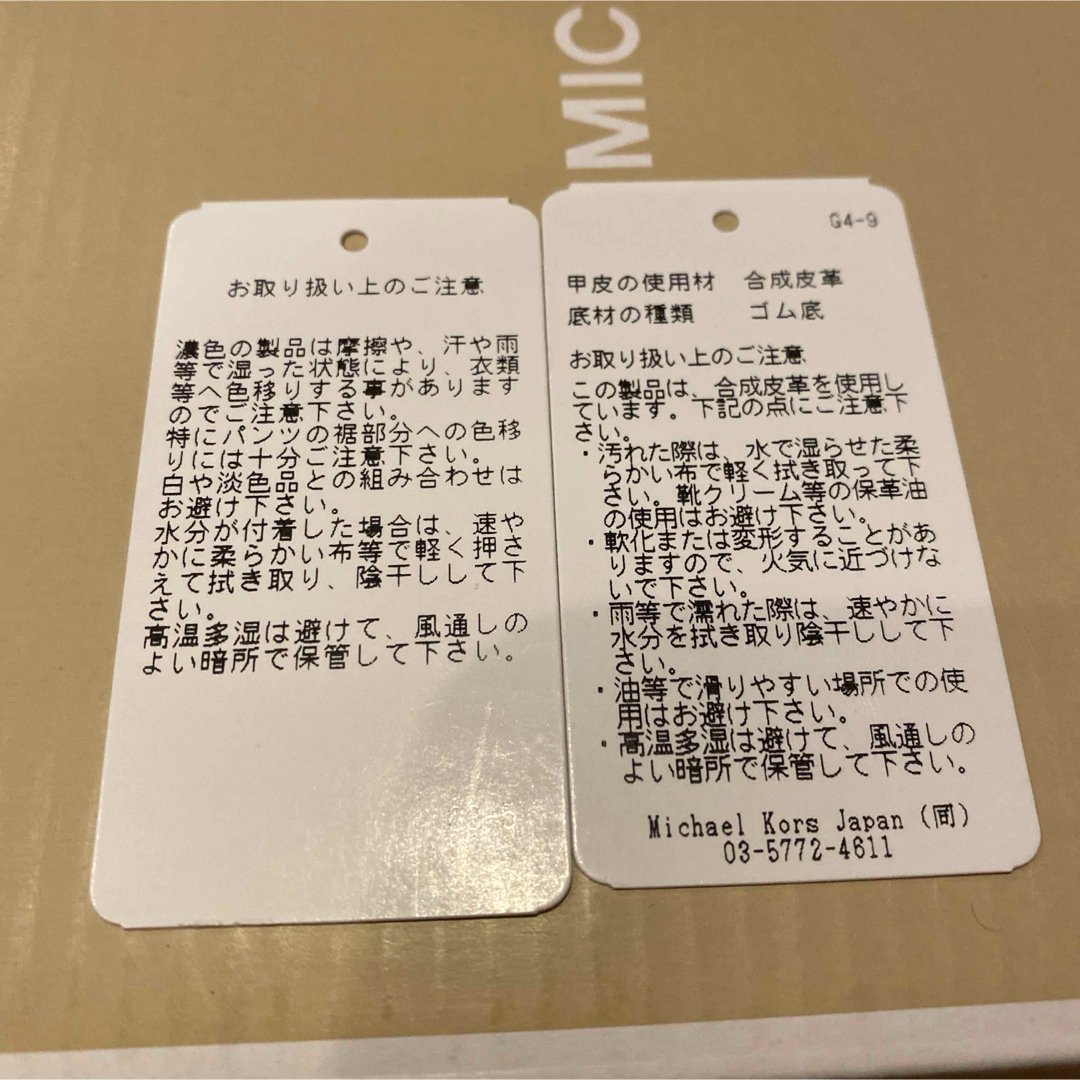 MIC
お取り扱い上のご注意
濃色の製品は摩擦や、汗や雨
等で湿った状態により、衣類
等へ色移りする事があります
のでご注意下さい。
特にパンツの裾部分への色移
りには十分ご注意下さい。
白や淡色品との組み合わせは
お避け下さい。
水分が付着した場合は、速や
かに柔らかい布等で軽く押さ
えて拭き取り、陰干しして下
さい。
高温多湿は避けて、風通しの
よい暗所で保管して下さい。
G4-9
甲皮の使用材 合成皮革
底材の種類 ゴム底
お取り扱い上のご注意
この製品は、合成皮革を使用し
ています。下記の点にご注意下
さい。
・汚れた際は、水で湿らせた柔
らかい布で軽く拭き取って下
さい。靴クリーム等の保革油
の使用はお避け下さい。
・軟化または変形することがあ
りますので、火気に近づけな
いで下さい。
・雨等で濡れた際は、速やかに
水分を拭き取り陰干しして下
さい。
・油等で滑りやすい場所での使
用はお避け下さい。
・高温多湿は避けて、風通しの
よい暗所で保管して下さい。
Michael Kors Japan (同)
03-5772-4611